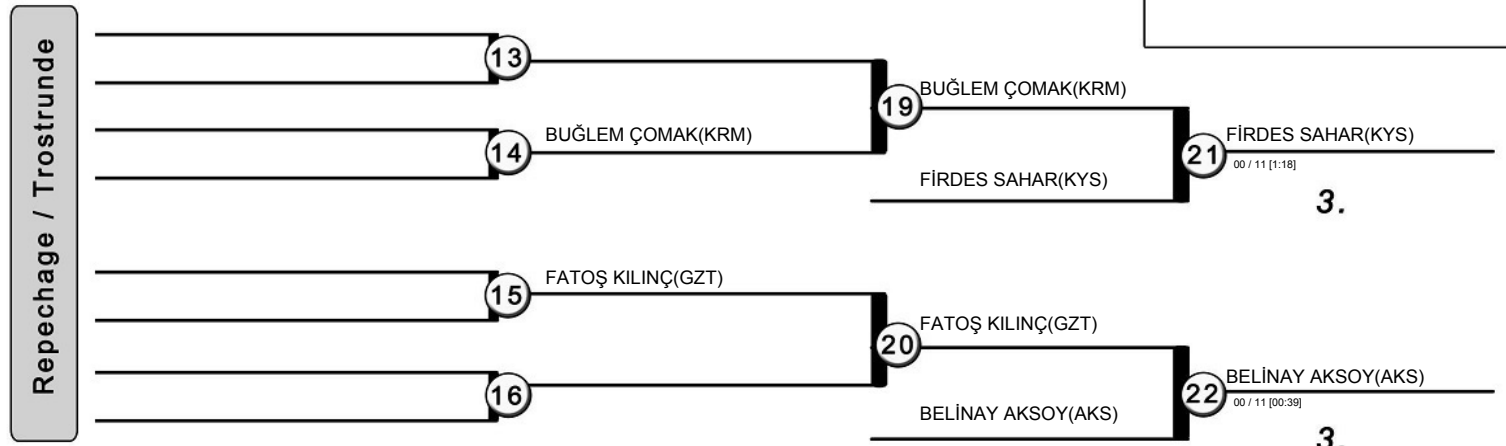 Repechage / Trostrunde
13
BUĞLEM ÇOMAK(KRM)
19
BUĞLEM ÇOMAK(KRM)
14
FİRDES SAHAR(KYS)
21
00 / 11 [1:18]
FİRDES SAHAR(KYS)
3.
FATOŞ KILINÇ(GZT)
15
FATOŞ KILINÇ(GZT)
20
BELİNAY AKSOY(AKS)
22
00 / 11 [00:39]
16
BELİNAY AKSOY(AKS)
3.